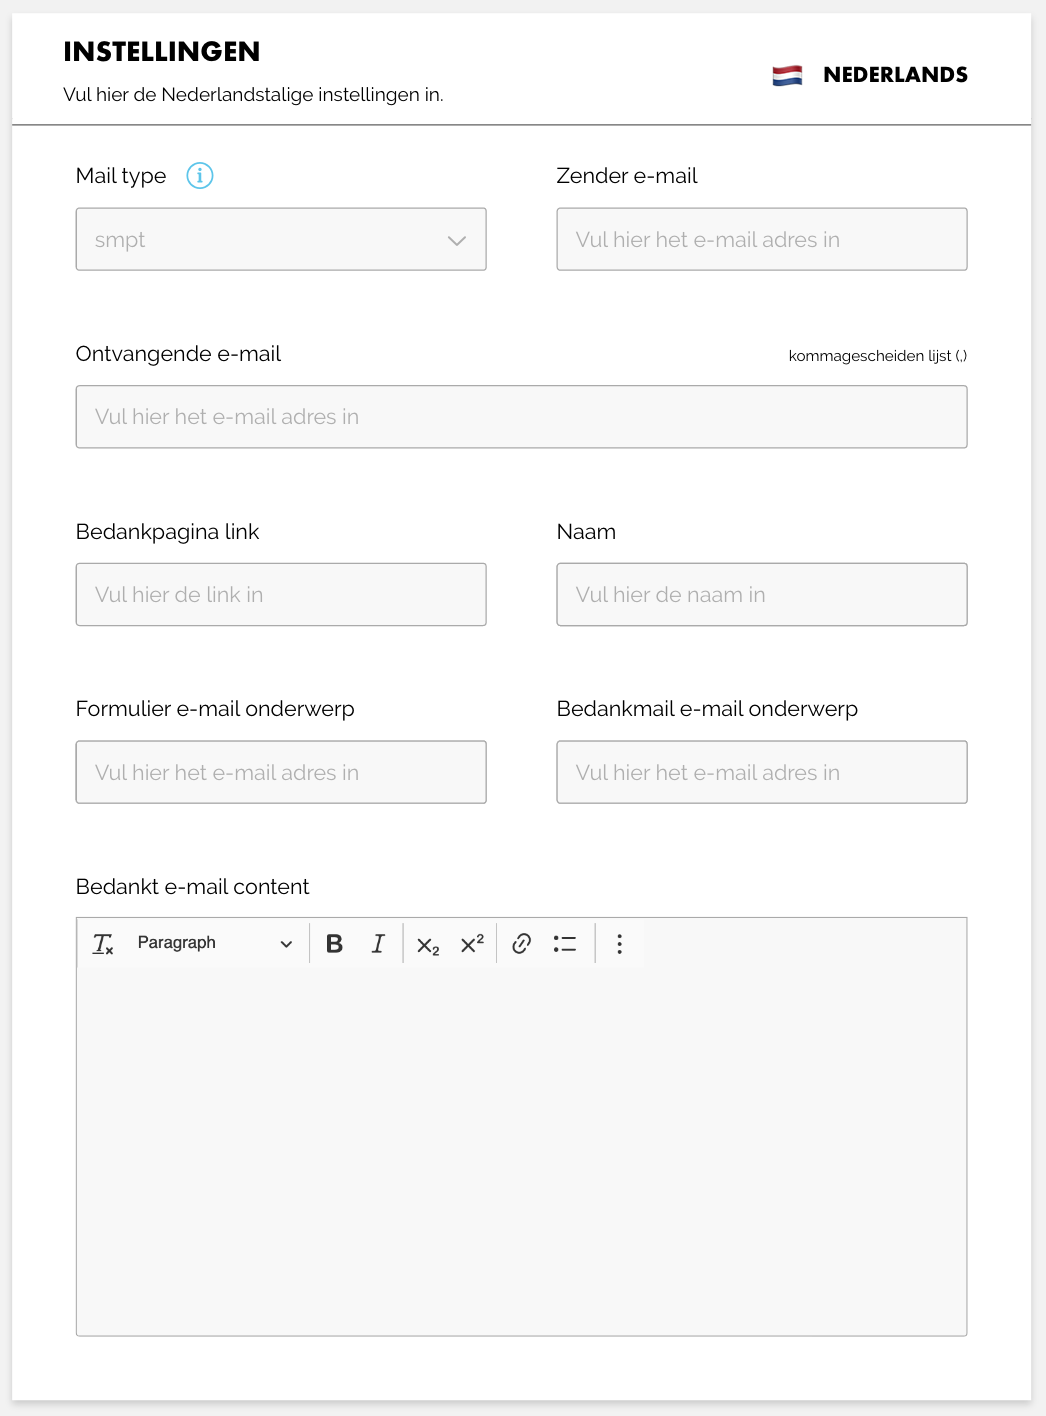 INSTELLINGEN
Vul hier de Nederlandstalige instellingen in.
NEDERLANDS
Mail type
Zender e-mail
smpt
Vul hier het e-mail adres in
Ontvangende e-mail
kommagescheiden lijst (,)
Vul hier het e-mail adres in
Bedankpagina link
Naam
Vul hier de link in
Vul hier de naam in
Formulier e-mail onderwerp
Bedankmail e-mail onderwerp
Vul hier het e-mail adres in
Vul hier het e-mail adres in
Bedankt e-mail content
Paragraph